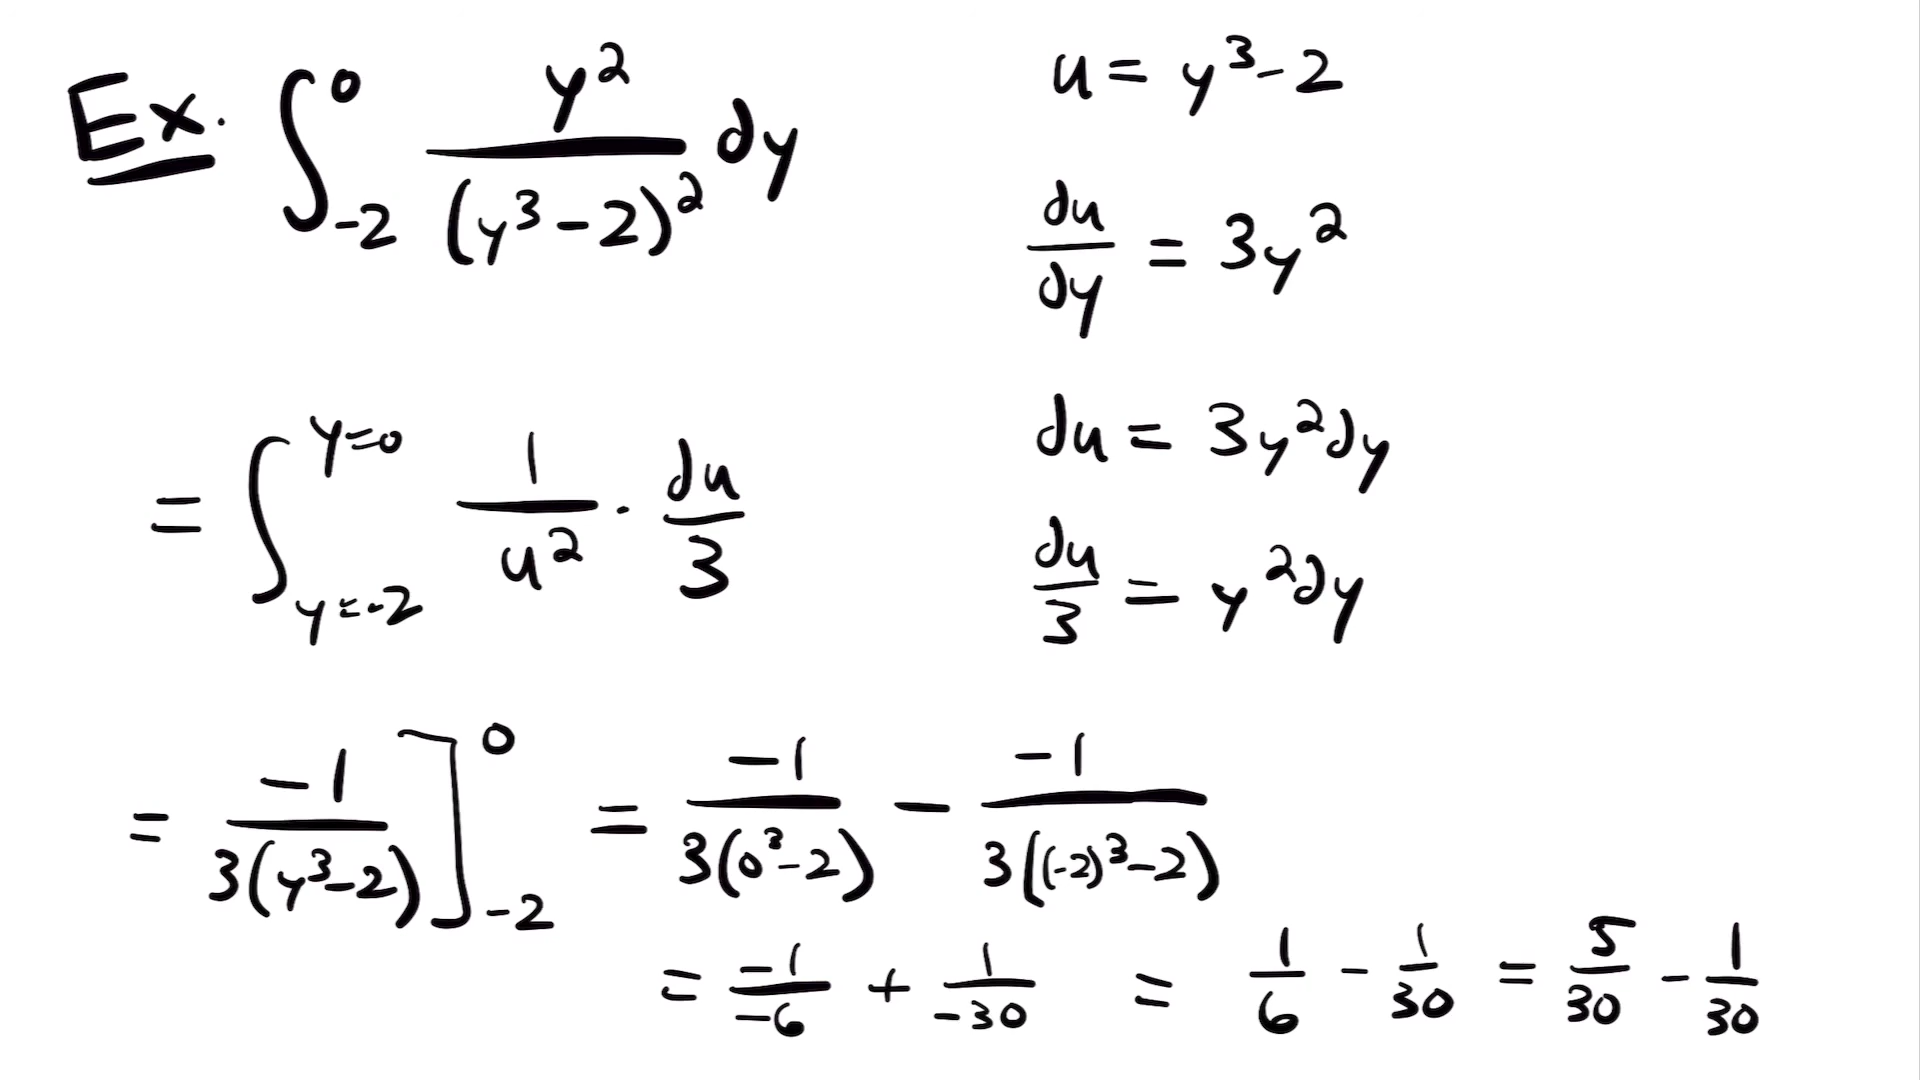 Ex. ∫_{-2}^{0} y²/(y³-2)² dy
u = y³-2
du/dy = 3y²
du = 3y²dy
du/3 = y²dy
= ∫_{y=-2}^{y=0} 1/u² · du/3
= -1/3(y³-2) ]_{-2}^{0} = -1/3(0³-2) - -1/3((-2)³-2)
= -1/-6 + 1/-30 = 1/6 - 1/30 = 5/30 - 1/30